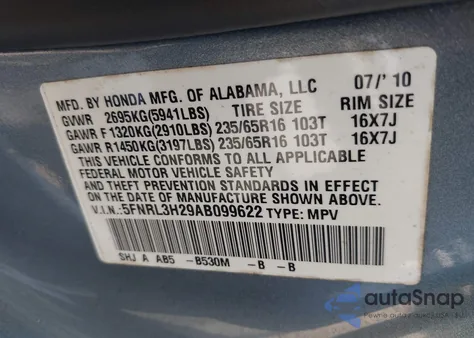 MFD. BY HONDA MFG. OF ALABAMA, LLC 07/' 10
GVWR 2695KG(5941LBS) TIRE SIZE RIM SIZE
GAWR F 1320KG(2910LBS) 235/65R16 103T 16X7J
GAWR R1450KG(3197LBS) 235/65R16 103T 16X7J
THIS VEHICLE CONFORMS TO ALL APPLICABLE
FEDERAL MOTOR VEHICLE SAFETY
AND THEFT PREVENTION STANDARDS IN EFFECT
ON THE DATE OF MANUFACTURE SHOWN ABOVE.
V.I.N.: 5FNRL3H29AB099622 TYPE: MPV
SHJ A AB5 -B530M -B -B
autoSnap